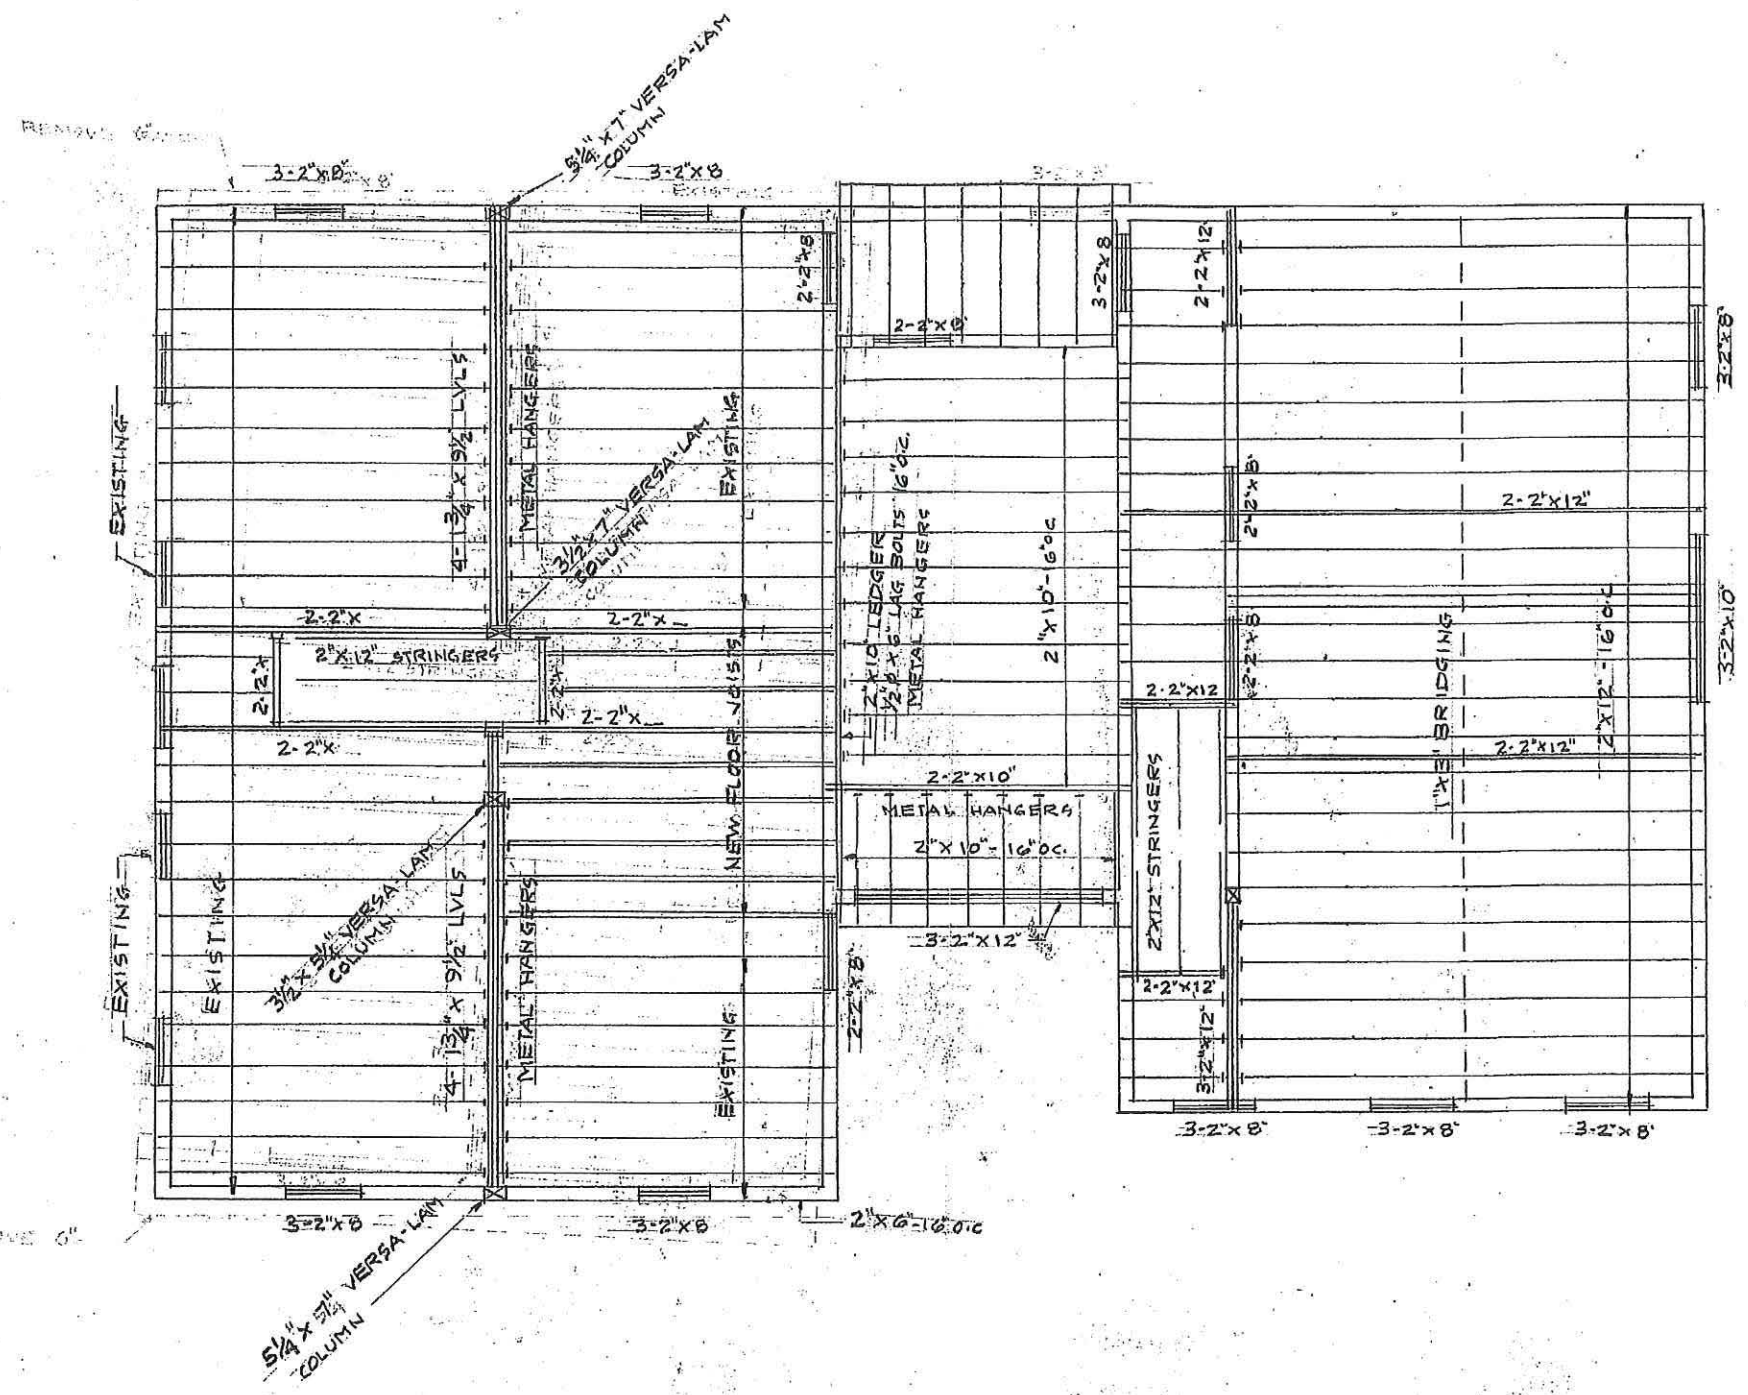 5¼" X 7" VERSA-LAM
COLUMN
REMOVE
3-2"X8"
3-2"X8
EXISTING
3-2"X8
2-2"X8
2-2"X8
3-2"X8
2-2"X12"
3-2"X8"
EXISTING
4- 1¾" X 9½" LVLS
METAL HANGERS
3½" X 7" VERSA-LAM
COLUMN
EXISTING
2"X10" LEDGER
½"Ø X 6" LAG BOLTS 16"O.C.
METAL HANGERS
2"X10"-16"OC
2-2"X8"
2-2"X12"
3-2"X10"
2-2"X
2-2"X
2"X12" STRINGERS
2-2"X
2-2"X
2-2"X
2-2"X
NEW FLOOR JOISTS
2-2"X8
2-2"X12
1"X3" BRIDGING
2"X12"-16"O.C
2-2"X12"
2-2"X10"
METAL HANGERS
2"X10"-16"OC.
3-2"X12"
2"X12" STRINGERS
2-2"X12"
3-2"X12"
EXISTING
EXISTING
3½" X 5¼" VERSA-LAM
COLUMN
4- 1¾" X 9½" LVLS
METAL HANGERS
EXISTING
2-2"X8"
3-2"X8"
3-2"X8"
3-2"X8"
3-2"X8
3-2"X8
2"X6"-16"O.C
6"
5¼" X 7" VERSA-LAM
COLUMN